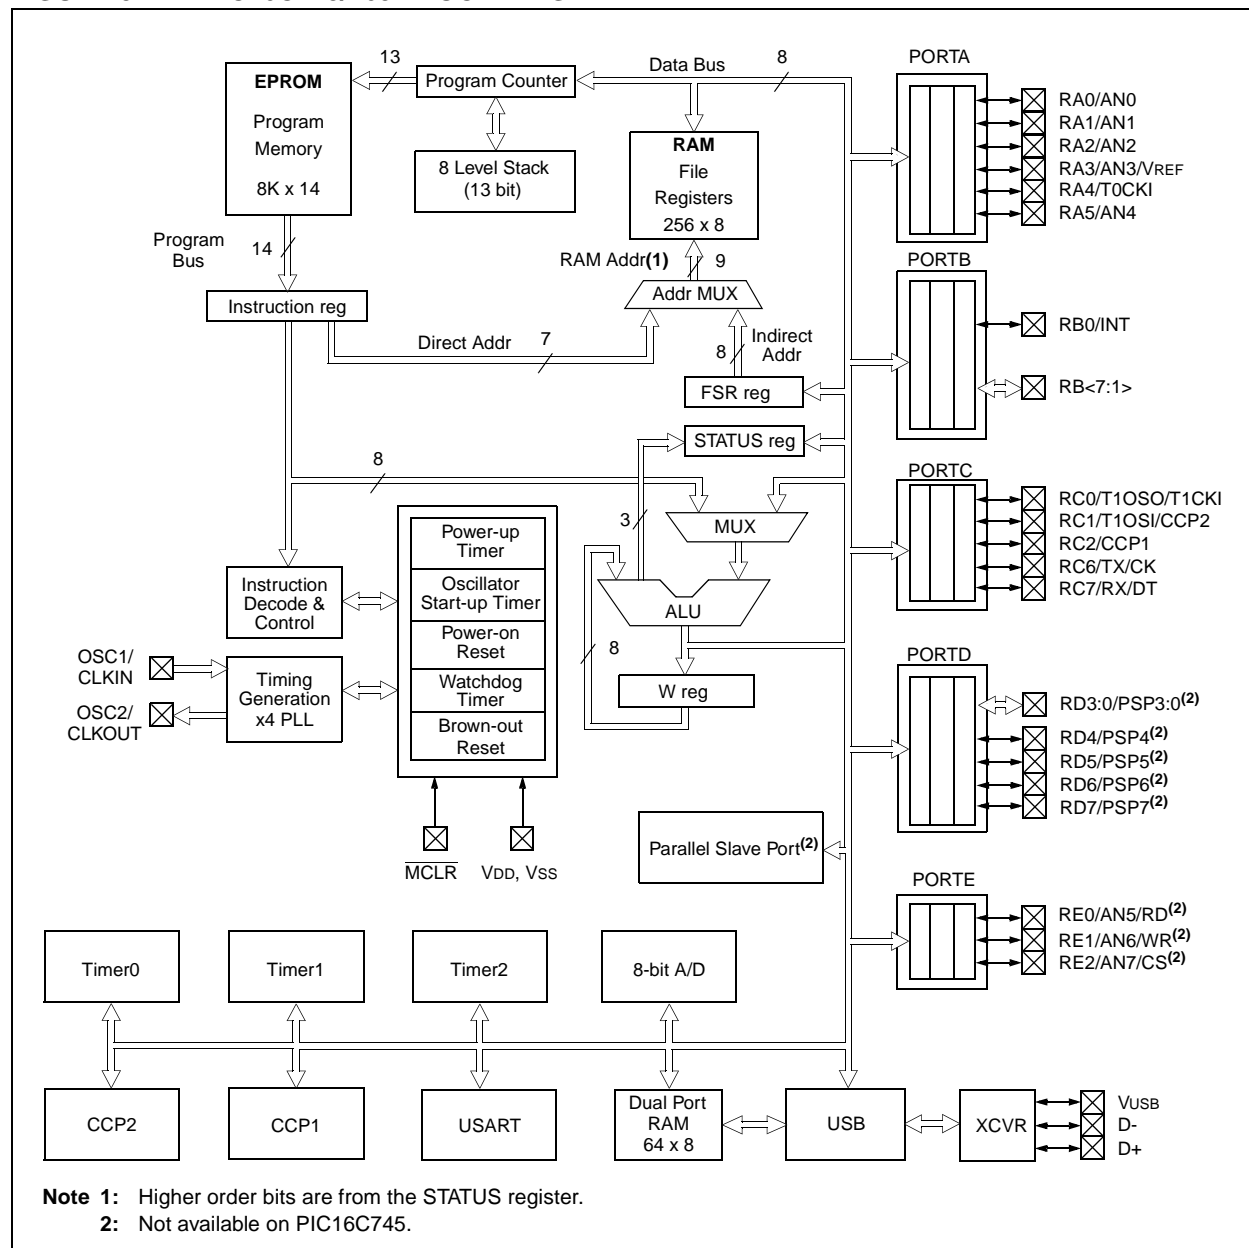 13
Data Bus
8
PORTA
EPROM
Program
Memory
8K x 14
Program Counter
8 Level Stack
(13 bit)
RAM
File
Registers
256 x 8
RA0/AN0
RA1/AN1
RA2/AN2
RA3/AN3/VREF
RA4/T0CKI
RA5/AN4
Program
Bus
14
RAM Addr(1)
9
PORTB
Instruction reg
Addr MUX
RB0/INT
Direct Addr
7
Indirect
Addr
8
FSR reg
RB<7:1>
STATUS reg
8
3
PORTC
MUX
RC0/T1OSO/T1CKI
RC1/T1OSI/CCP2
RC2/CCP1
RC6/TX/CK
RC7/RX/DT
Power-up
Timer
Oscillator
Start-up Timer
Power-on
Reset
Watchdog
Timer
Brown-out
Reset
Instruction
Decode &
Control
ALU
8
W reg
OSC1/
CLKIN
OSC2/
CLKOUT
Timing
Generation
x4 PLL
PORTD
RD3:0/PSP3:0(2)
RD4/PSP4(2)
RD5/PSP5(2)
RD6/PSP6(2)
RD7/PSP7(2)
MCLR
VDD, VSS
Parallel Slave Port(2)
PORTE
RE0/AN5/RD(2)
RE1/AN6/WR(2)
RE2/AN7/CS(2)
Timer0
Timer1
Timer2
8-bit A/D
CCP2
CCP1
USART
Dual Port
RAM
64 x 8
USB
XCVR
VUSB
D-
D+
Note 1: Higher order bits are from the STATUS register.
2: Not available on PIC16C745.